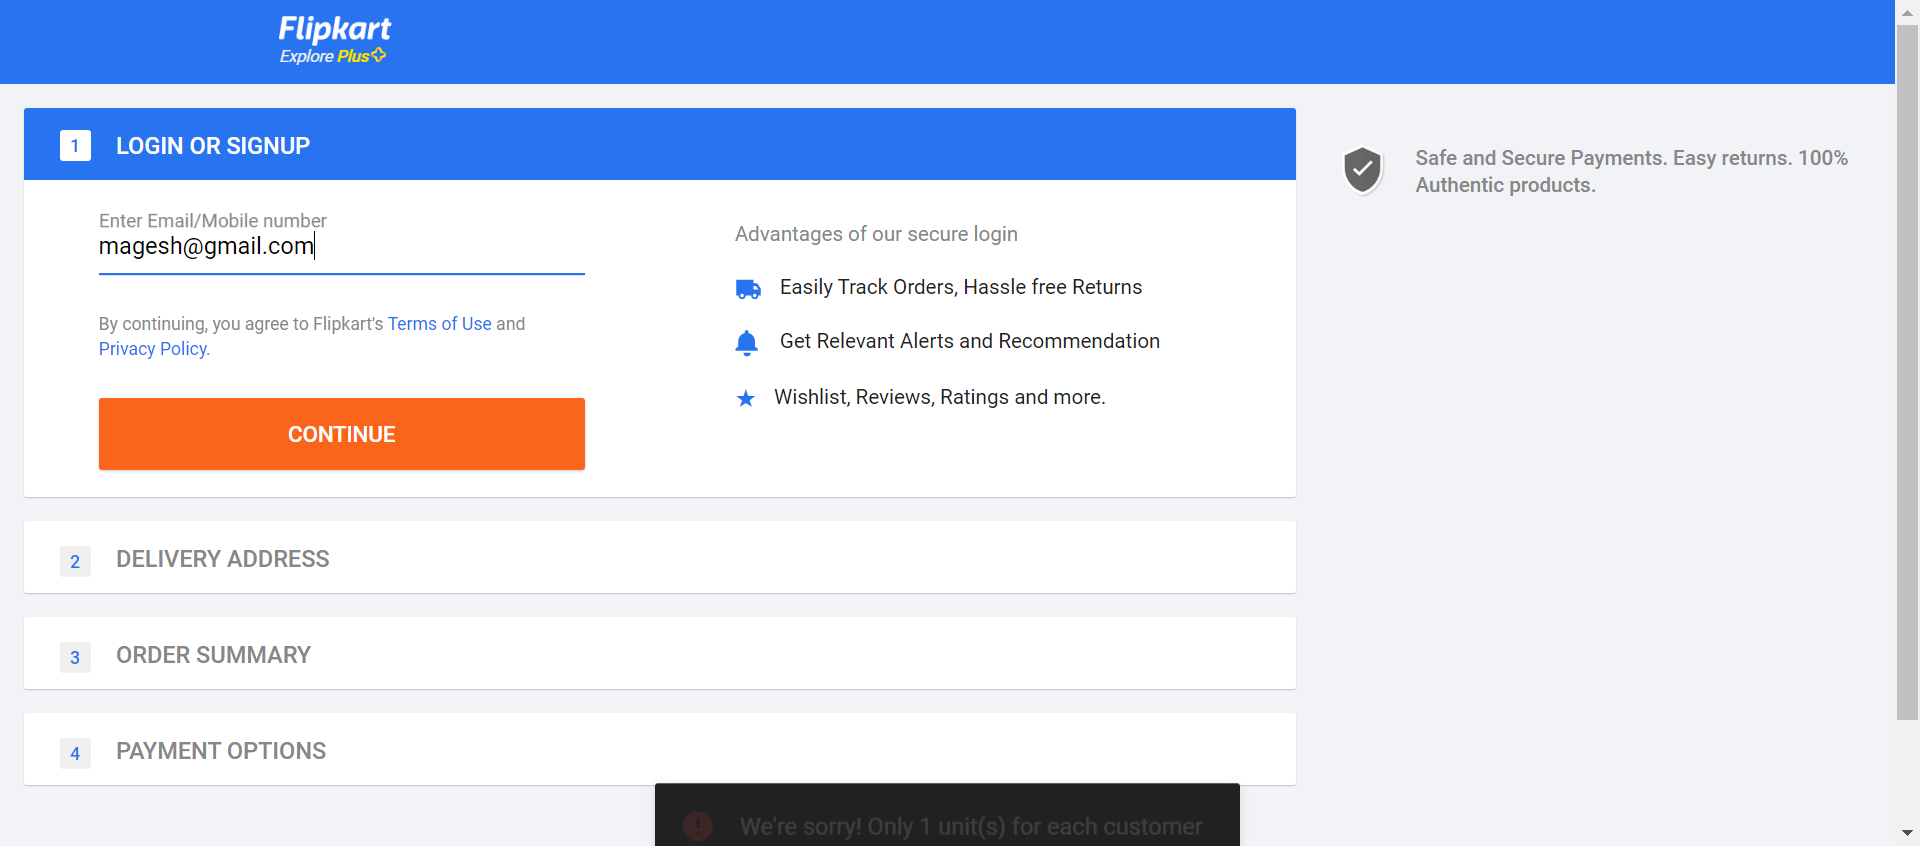 Flipkart
Explore Plus
1 LOGIN OR SIGNUP
Enter Email/Mobile number
magesh@gmail.com
By continuing, you agree to Flipkart's Terms of Use and
Privacy Policy.
CONTINUE
Advantages of our secure login
Easily Track Orders, Hassle free Returns
Get Relevant Alerts and Recommendation
Wishlist, Reviews, Ratings and more.
Safe and Secure Payments. Easy returns. 100%
Authentic products.
2 DELIVERY ADDRESS
3 ORDER SUMMARY
4 PAYMENT OPTIONS
We're sorry! Only 1 unit(s) for each customer